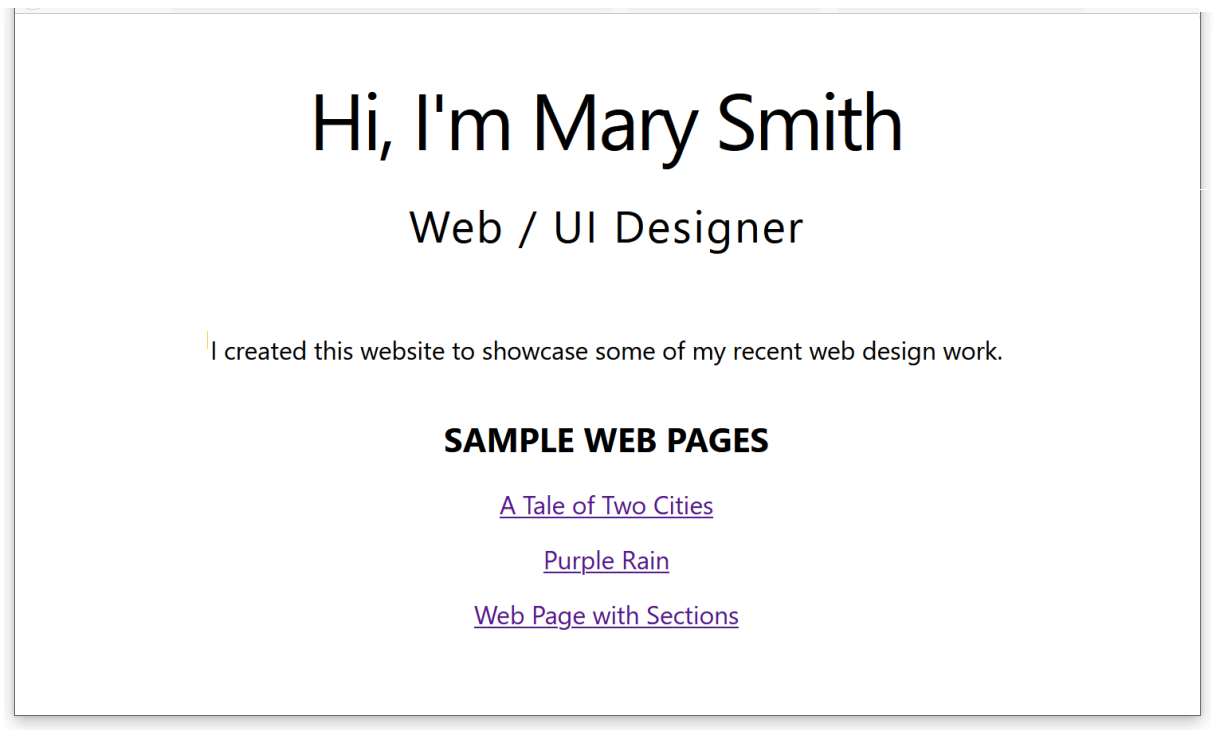 Hi, I'm Mary Smith
Web / UI Designer
I created this website to showcase some of my recent web design work.
SAMPLE WEB PAGES
A Tale of Two Cities
Purple Rain
Web Page with Sections